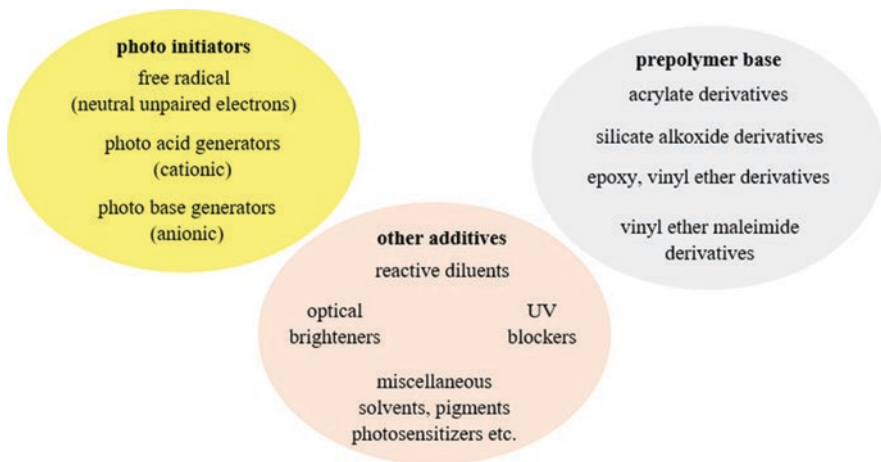 photo initiators
free radical
(neutral unpaired electrons)
photo acid generators
(cationic)
photo base generators
(anionic)
prepolymer base
acrylate derivatives
silicate alkoxide derivatives
epoxy, vinyl ether derivatives
vinyl ether maleimide
derivatives
other additives
reactive diluents
optical
brighteners
UV
blockers
miscellaneous
solvents, pigments
photosensitizers etc.